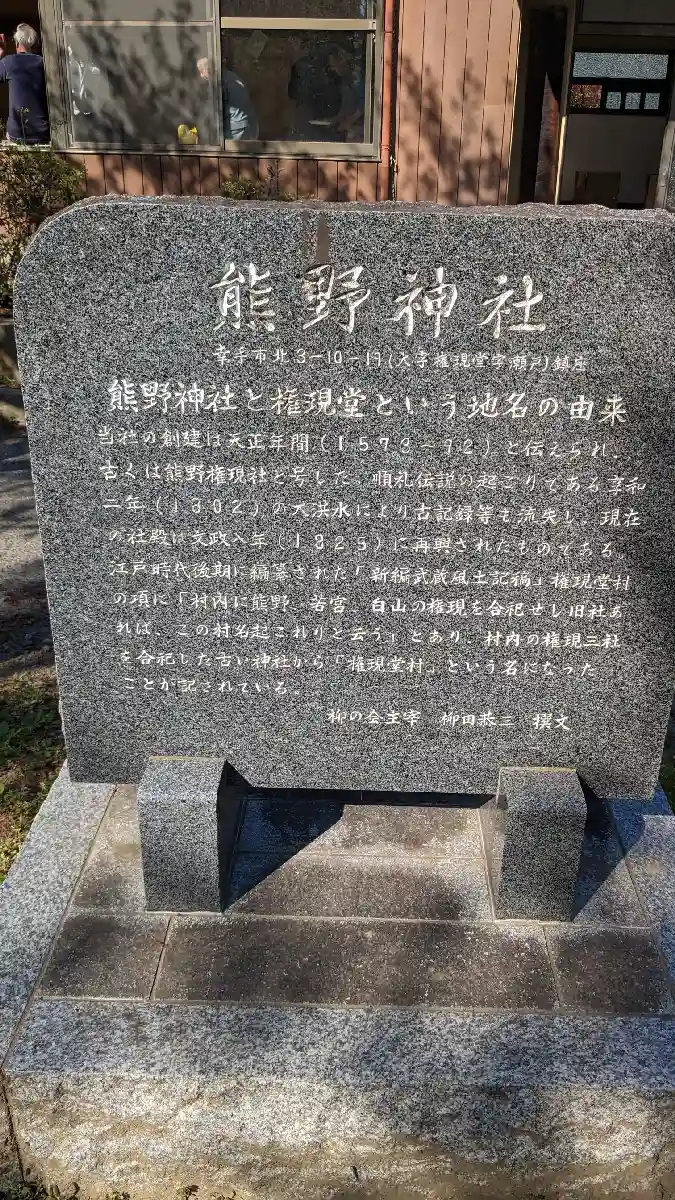 熊野神社
幸手市北3-10-19(大字権現堂字瀬戸)鎮座
熊野神社と権現堂という地名の由来
当社の創建は天正年間(1573~92)と伝えられ、
古くは熊野権現社と号した。順礼伝説の起こりである享和
二年(1802)の大洪水により古記録等も流失し、現在
の社殿は文政八年(1825)に再興されたものである。
江戸時代後期に編纂された「新編武蔵風土記稿」権現堂村
の項に「村内に熊野、若宮、白山の権現を合祀せし旧社あ
れば、この村名起これりと云う」とあり、村内の権現三社
を合祀した古い神社から「権現堂村」という名になった
ことが記されている。
柳の会主宰 柳田恭三 撰文